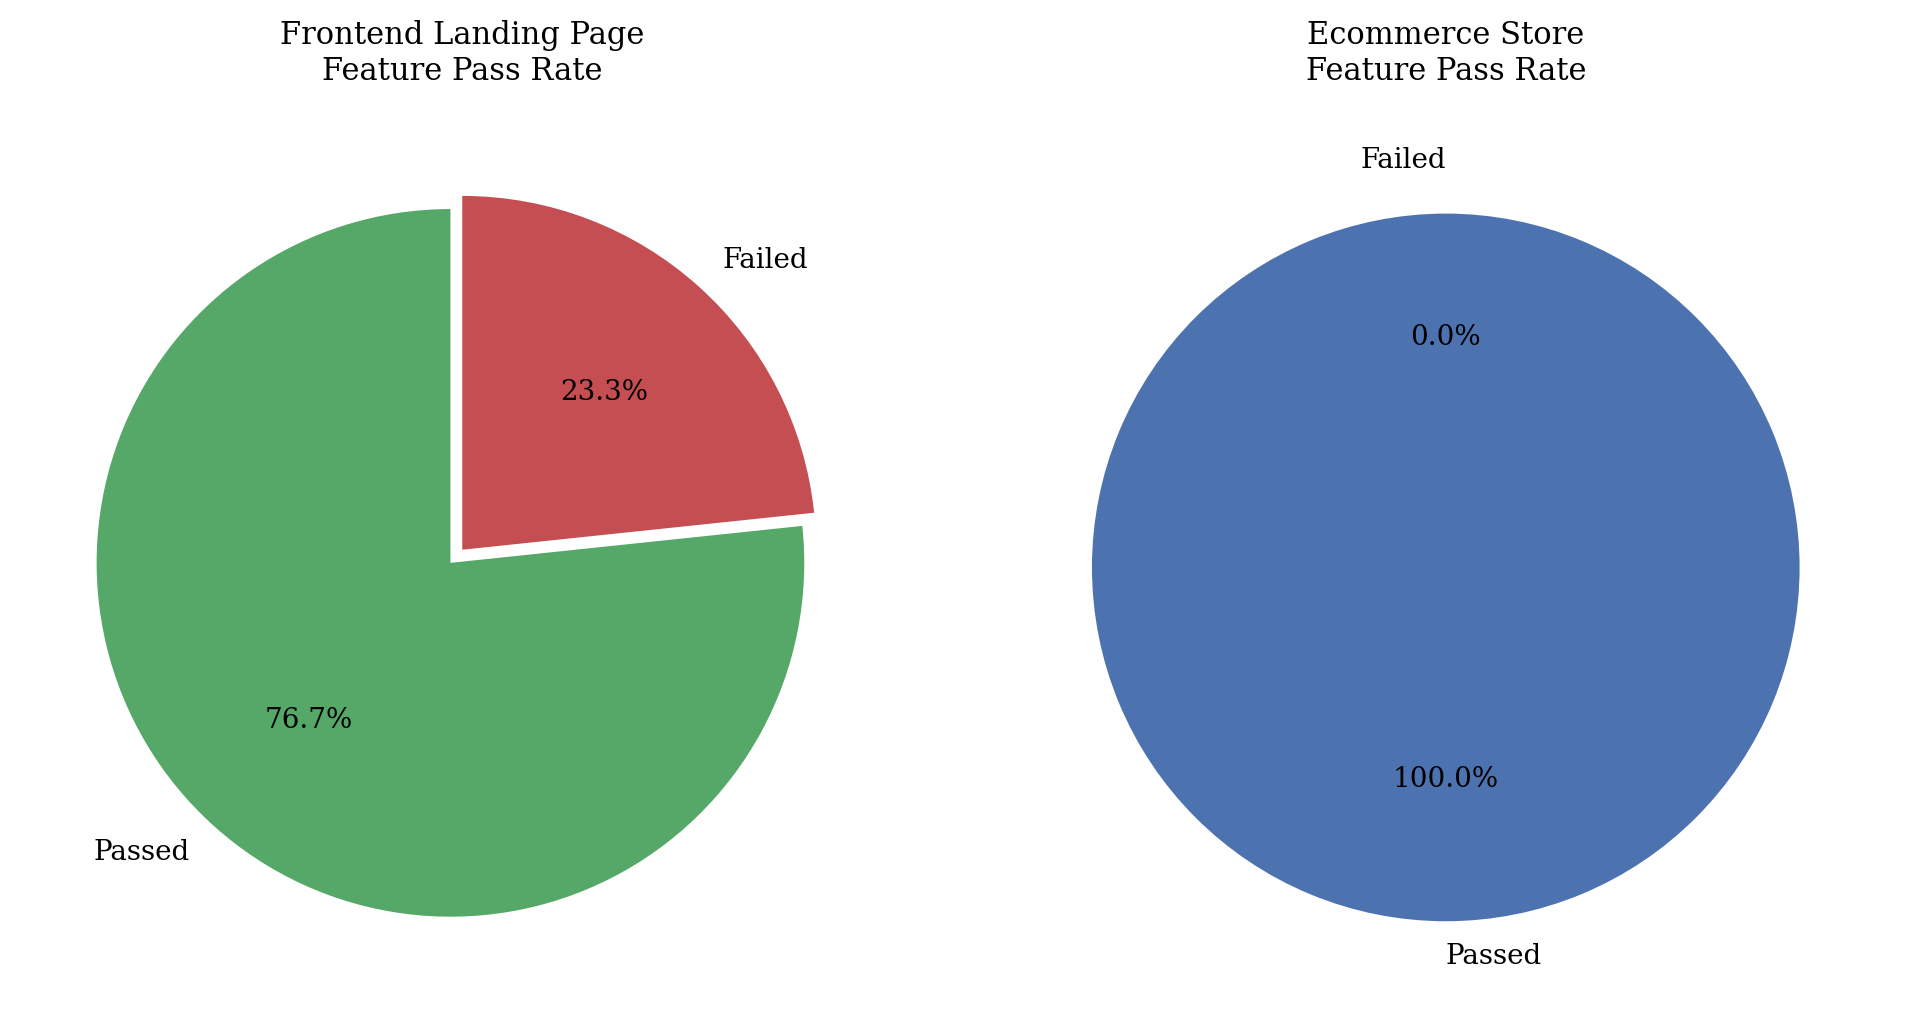 Frontend Landing Page
Feature Pass Rate
Failed
23.3%
76.7%
Passed
Ecommerce Store
Feature Pass Rate
Failed
0.0%
100.0%
Passed